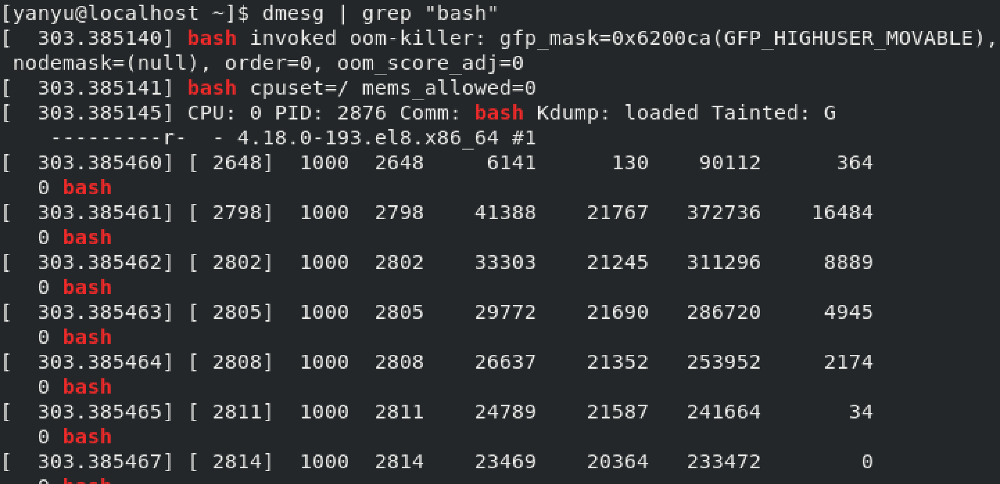 [yanyu@localhost ~]$ dmesg | grep "bash"
[  303.385140] bash invoked oom-killer: gfp_mask=0x6200ca(GFP_HIGHUSER_MOVABLE),
 nodemask=(null), order=0, oom_score_adj=0
[  303.385141] bash cpuset=/ mems_allowed=0
[  303.385145] CPU: 0 PID: 2876 Comm: bash Kdump: loaded Tainted: G
    ---------r-  - 4.18.0-193.el8.x86_64 #1
[  303.385460] [ 2648]  1000  2648     6141      130    90112      364
   0 bash
[  303.385461] [ 2798]  1000  2798    41388    21767   372736    16484
   0 bash
[  303.385462] [ 2802]  1000  2802    33303    21245   311296     8889
   0 bash
[  303.385463] [ 2805]  1000  2805    29772    21690   286720     4945
   0 bash
[  303.385464] [ 2808]  1000  2808    26637    21352   253952     2174
   0 bash
[  303.385465] [ 2811]  1000  2811    24789    21587   241664       34
   0 bash
[  303.385467] [ 2814]  1000  2814    23469    20364   233472        0
   0 bash